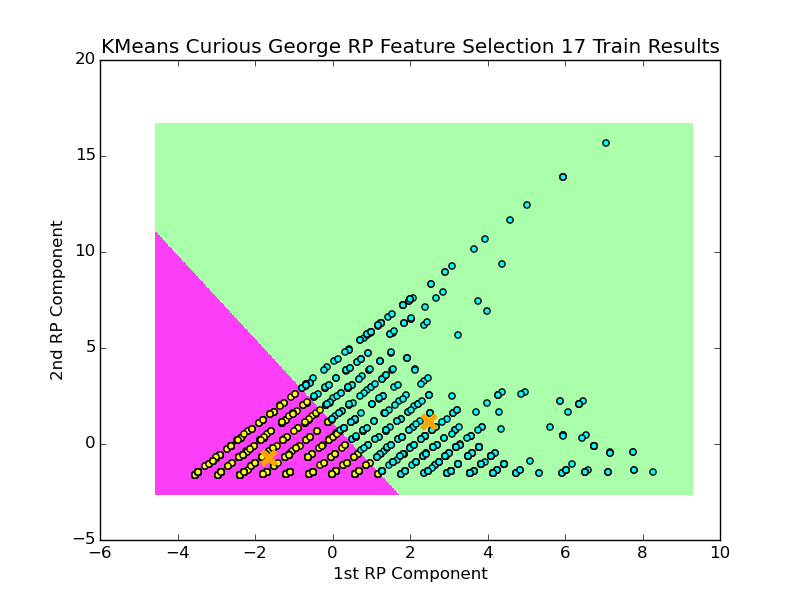 KMeans Curious George RP Feature Selection 17 Train Results
20
15
10
5
0
−5
2nd RP Component
−6 −4 −2 0 2 4 6 8 10
1st RP Component